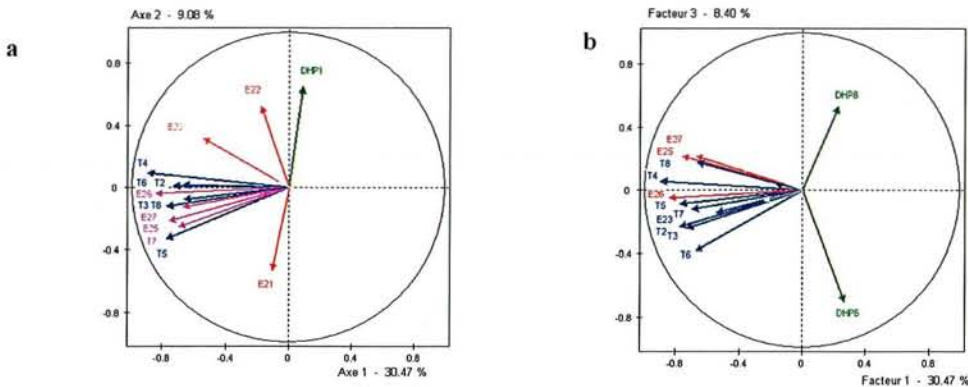 a
Axe 2 - 9.08 %
0.8
0.4
0
-0.4
-0.8
-0.8
-0.4
0
0.4
0.8
Axe 1 - 30.47 %
DHP1
E22
T4
T6 T2
E26
T3 T8
E27
E25
T7
T5
E21
b
Facteur 3 - 8.40 %
0.8
0.4
0
-0.4
-0.8
-0.8
-0.4
0
0.4
0.8
Facteur 1 - 30.47 %
DHP8
E27
E25
T8
T4
E26
T5
T7
E23
T2 T3
T6